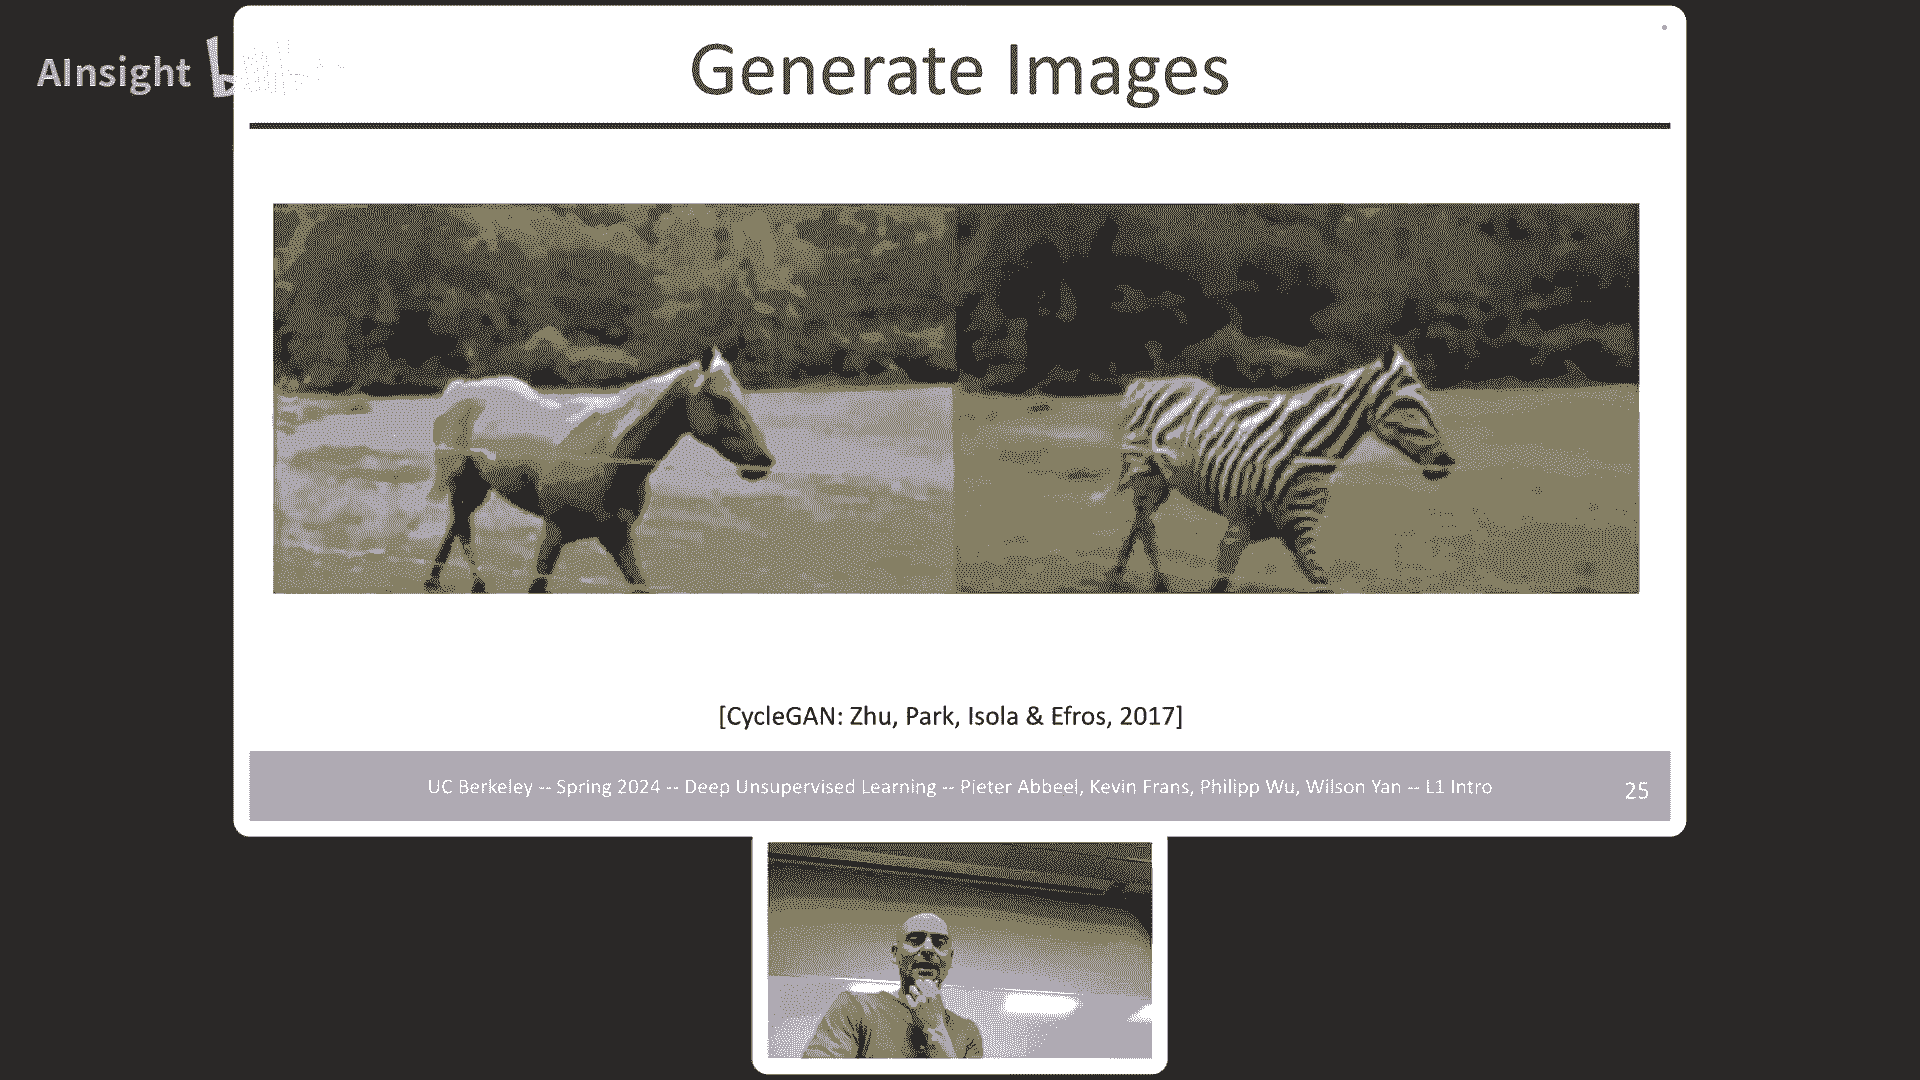 AInsight
Generate Images
[CycleGAN: Zhu, Park, Isola & Efros, 2017]
UC Berkeley -- Spring 2024 -- Deep Unsupervised Learning -- Pieter Abbeel, Kevin Frans, Philipp Wu, Wilson Yan -- L1 Intro
25